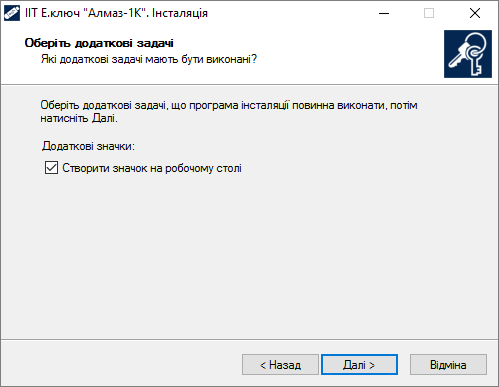 ІІТ Е.ключ "Алмаз-1К". Інсталяція
Оберіть додаткові задачі
Які додаткові задачі мають бути виконані?
Оберіть додаткові задачі, що програма інсталяції повинна виконати, потім
натисніть Далі.
Додаткові значки:
Створити значок на робочому столі
< Назад
Далі >
Відміна